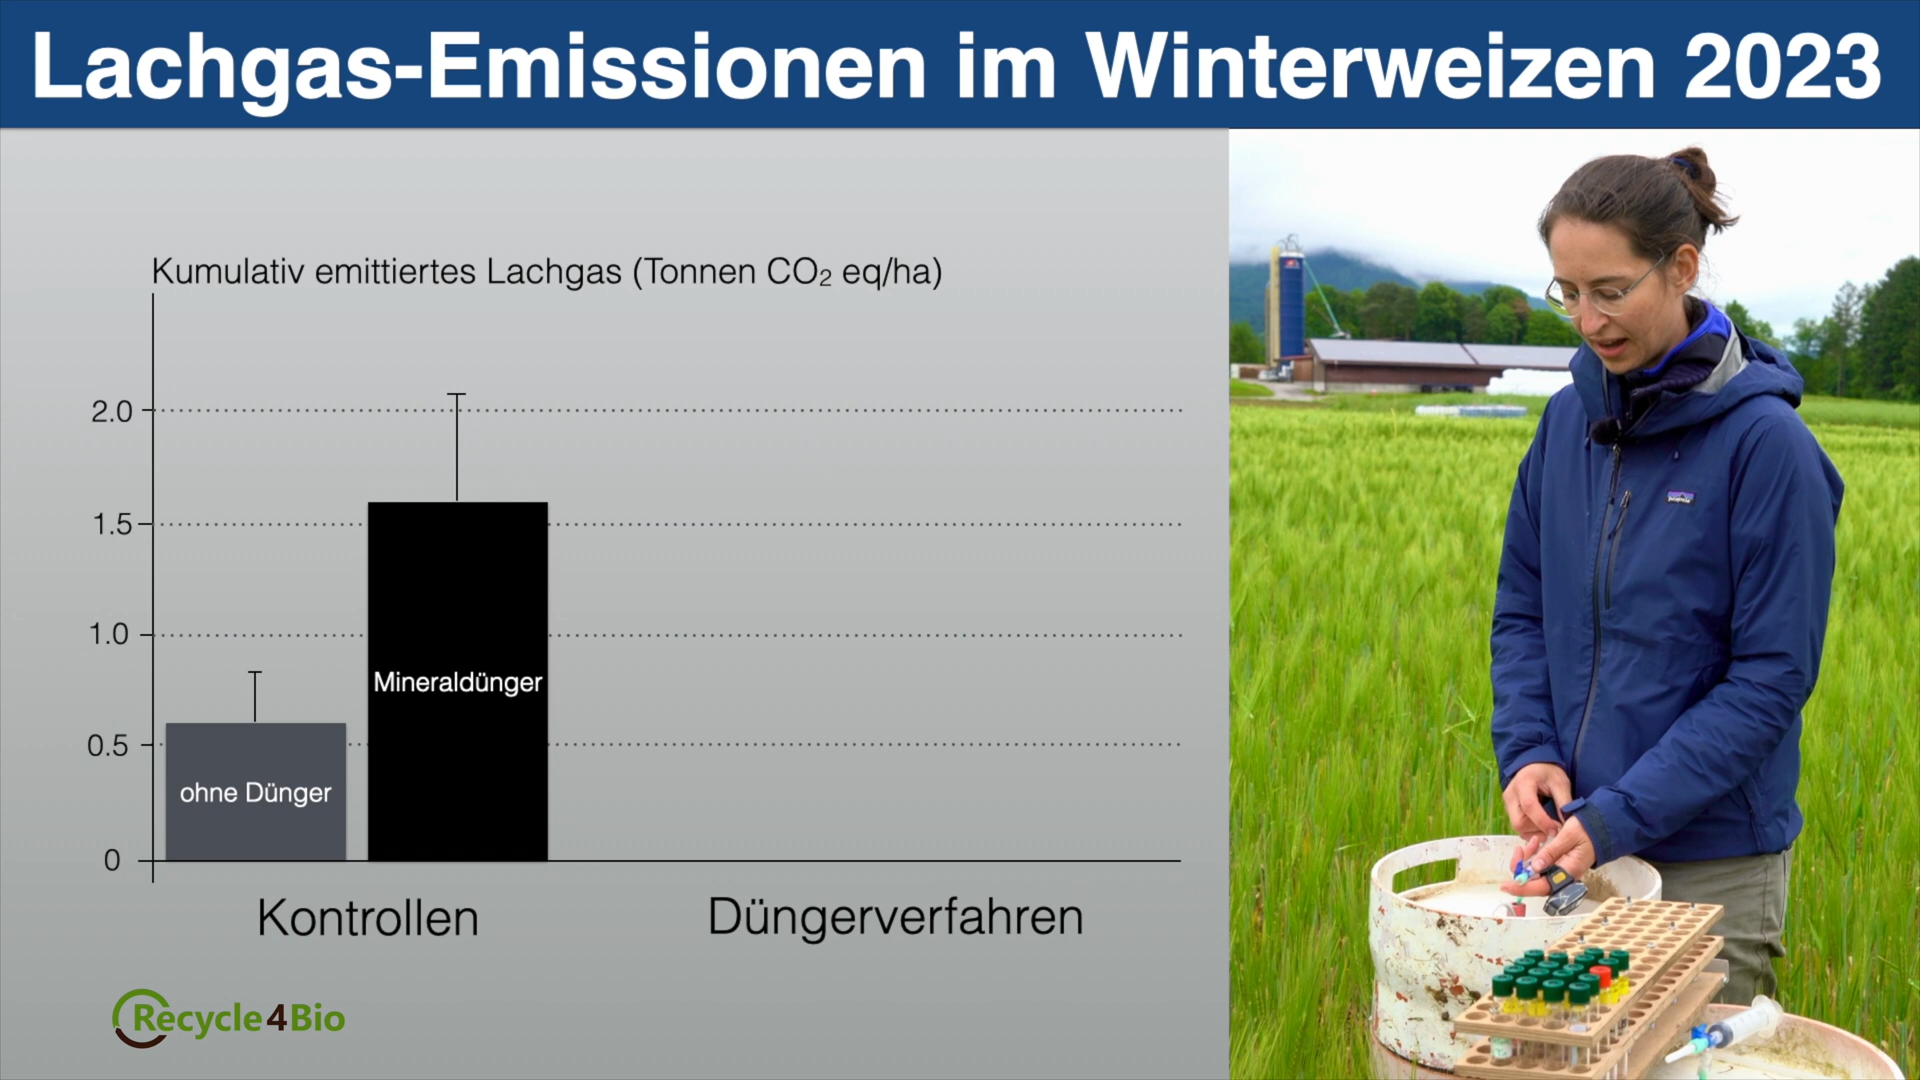 Lachgas-Emissionen im Winterweizen 2023
Kumulativ emittiertes Lachgas (Tonnen CO₂ eq/ha)
2.0
1.5
1.0
0.5
0
Mineraldünger
ohne Dünger
Kontrollen
Düngerverfahren
Recycle4Bio